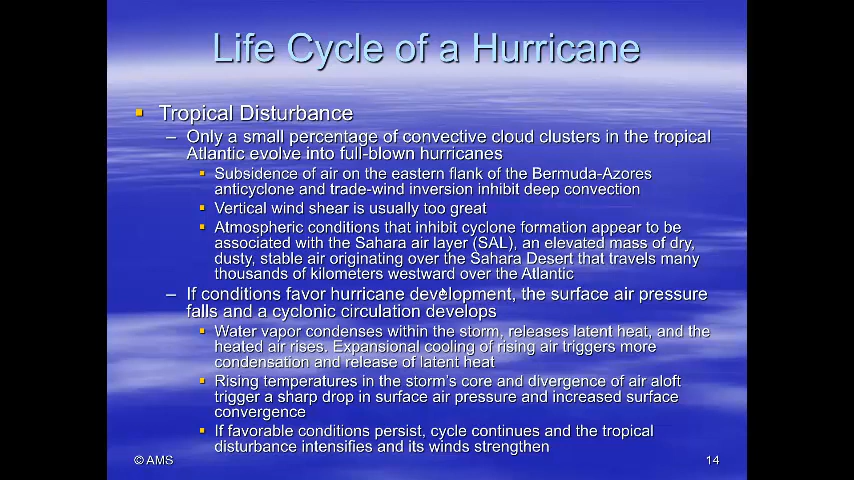 Life Cycle of a Hurricane
▪ Tropical Disturbance
– Only a small percentage of convective cloud clusters in the tropical
Atlantic evolve into full-blown hurricanes
▪ Subsidence of air on the eastern flank of the Bermuda-Azores
anticyclone and trade-wind inversion inhibit deep convection
▪ Vertical wind shear is usually too great
▪ Atmospheric conditions that inhibit cyclone formation appear to be
associated with the Sahara air layer (SAL), an elevated mass of dry,
dusty, stable air originating over the Sahara Desert that travels many
thousands of kilometers westward over the Atlantic
– If conditions favor hurricane development, the surface air pressure
falls and a cyclonic circulation develops
▪ Water vapor condenses within the storm, releases latent heat, and the
heated air rises. Expansional cooling of rising air triggers more
condensation and release of latent heat
▪ Rising temperatures in the storm's core and divergence of air aloft
trigger a sharp drop in surface air pressure and increased surface
convergence
▪ If favorable conditions persist, cycle continues and the tropical
disturbance intensifies and its winds strengthen
© AMS
14